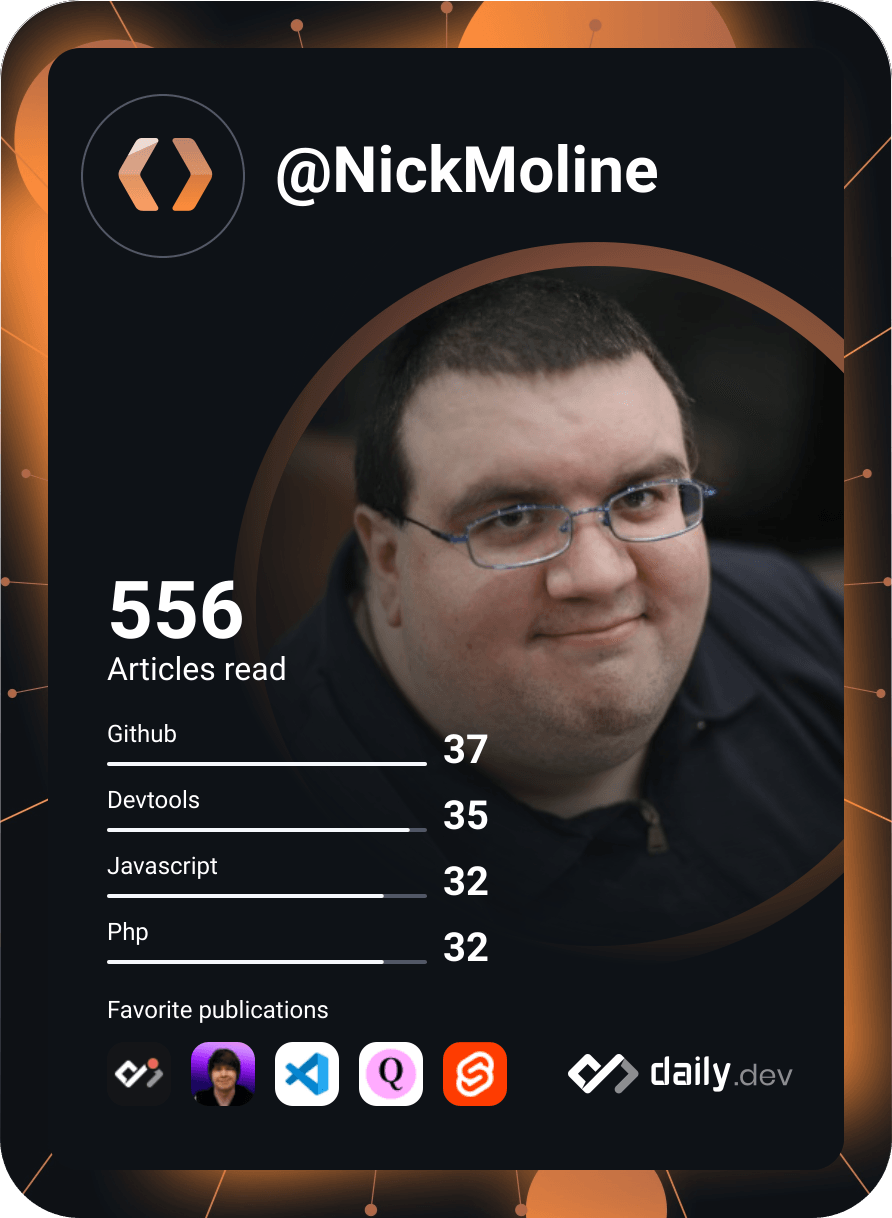 @NickMoline
556
Articles read
Github
37
Devtools
35
Javascript
32
Php
32
Favorite publications
Q
daily.dev